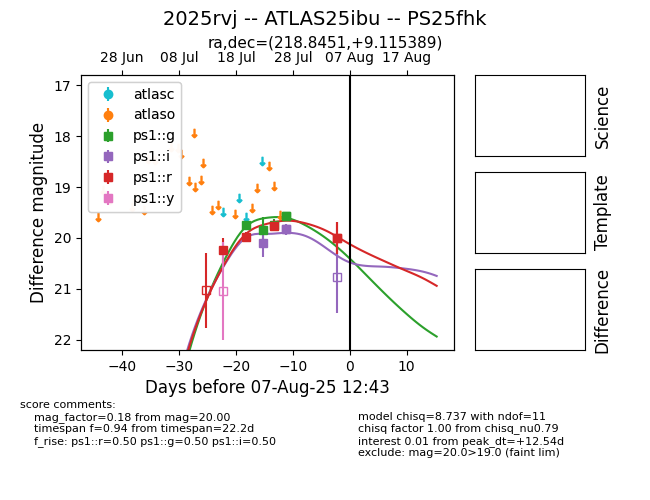 2025rvj -- ATLAS25ibu -- PS25fhk
ra,dec=(218.8451,+9.115389)
28 Jun 08 Jul 18 Jul 28 Jul 07 Aug 17 Aug
17
18
19
20
21
22
Difference magnitude
atlasc
atlaso
ps1::g
ps1::i
ps1::r
ps1::y
−40 −30 −20 −10 0 10
Days before 07-Aug-25 12:43
Science
Template
Difference
score comments:
mag_factor=0.18 from mag=20.00
timespan f=0.94 from timespan=22.2d
f_rise: ps1::r=0.50 ps1::g=0.50 ps1::i=0.50
model chisq=8.737 with ndof=11
chisq factor 1.00 from chisq_nu0.79
interest 0.01 from peak_dt=+12.54d
exclude: mag=20.0>19.0 (faint lim)